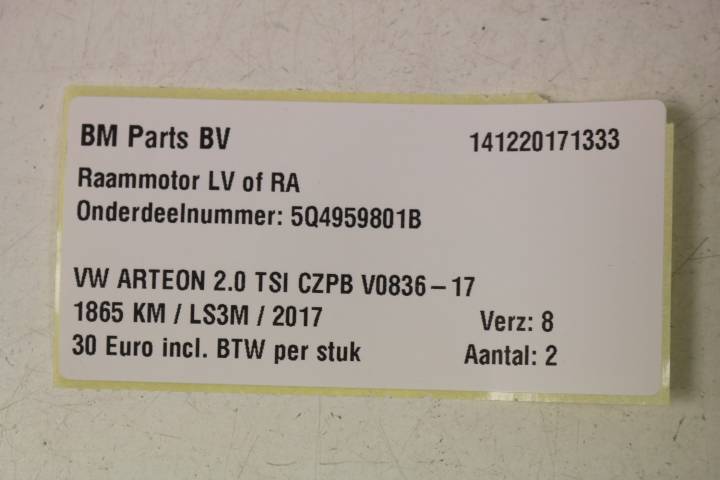 BM Parts BV 141220171333
Raammotor LV of RA
Onderdeelnummer: 5Q4959801B
VW ARTEON 2.0 TSI CZPB V0836-17
1865 KM / LS3M / 2017 Verz: 8
30 Euro incl. BTW per stuk Aantal: 2